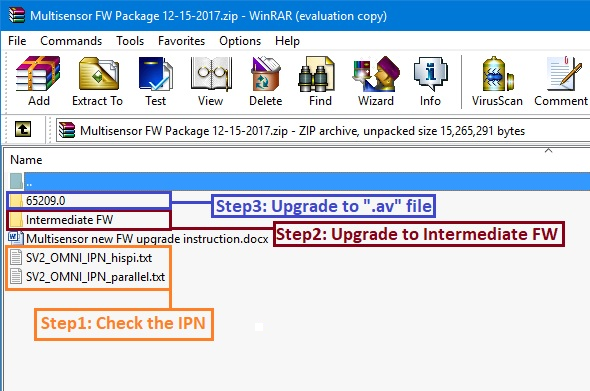 Multisensor FW Package 12-15-2017.zip - WinRAR (evaluation copy)
File Commands Tools Favorites Options Help
Add Extract To Test View Delete Find Wizard Info VirusScan Comment
Multisensor FW Package 12-15-2017.zip - ZIP archive, unpacked size 15,265,291 bytes
Name
..
65209.0
Step3: Upgrade to ".av" file
Intermediate FW
Step2: Upgrade to Intermediate FW
Multisensor new FW upgrade instruction.docx
SV2_OMNI_IPN_hispi.txt
SV2_OMNI_IPN_parallel.txt
Step1: Check the IPN